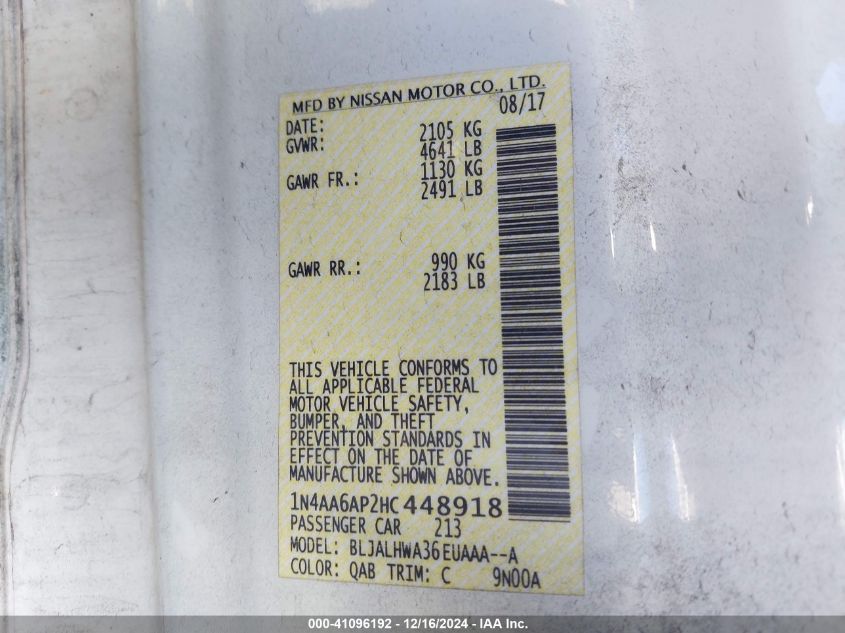 MFD BY NISSAN MOTOR CO., LTD.
DATE: 08/17
GVWR: 2105 KG
4641 LB
GAWR FR.: 1130 KG
2491 LB
GAWR RR.: 990 KG
2183 LB
THIS VEHICLE CONFORMS TO
ALL APPLICABLE FEDERAL
MOTOR VEHICLE SAFETY,
BUMPER, AND THEFT
PREVENTION STANDARDS IN
EFFECT ON THE DATE OF
MANUFACTURE SHOWN ABOVE.
1N4AA6AP2HC448918
PASSENGER CAR 213
MODEL: BLJALHWA36EUAAA--A
COLOR: QAB TRIM: C 9N00A
000-41096192 - 12/16/2024 - IAA Inc.